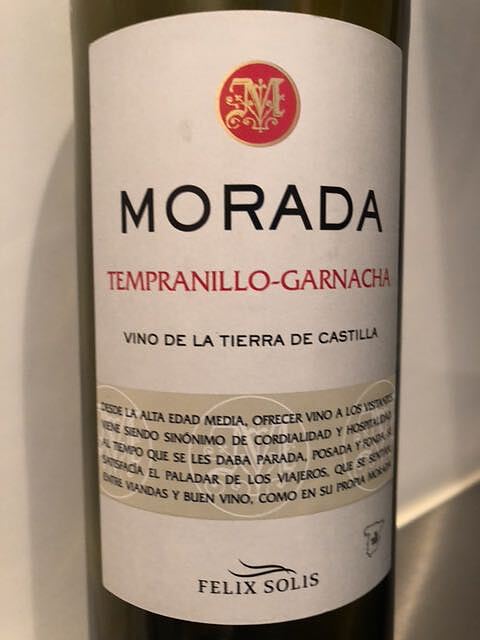 M
MORADA
TEMPRANILLO-GARNACHA
VINO DE LA TIERRA DE CASTILLA
DESDE LA ALTA EDAD MEDIA, OFRECER VINO A LOS VISITANTES
VIENE SIENDO SINÓNIMO DE CORDIALIDAD Y HOSPITALIDAD
AL TIEMPO QUE SE LES DABA PARADA, POSADA Y FONDA, SE
SATISFACÍA EL PALADAR DE LOS VIAJEROS, QUE SE SENTÍAN,
ENTRE VIANDAS Y BUEN VINO, COMO EN SU PROPIA MORADA
FELIX SOLIS